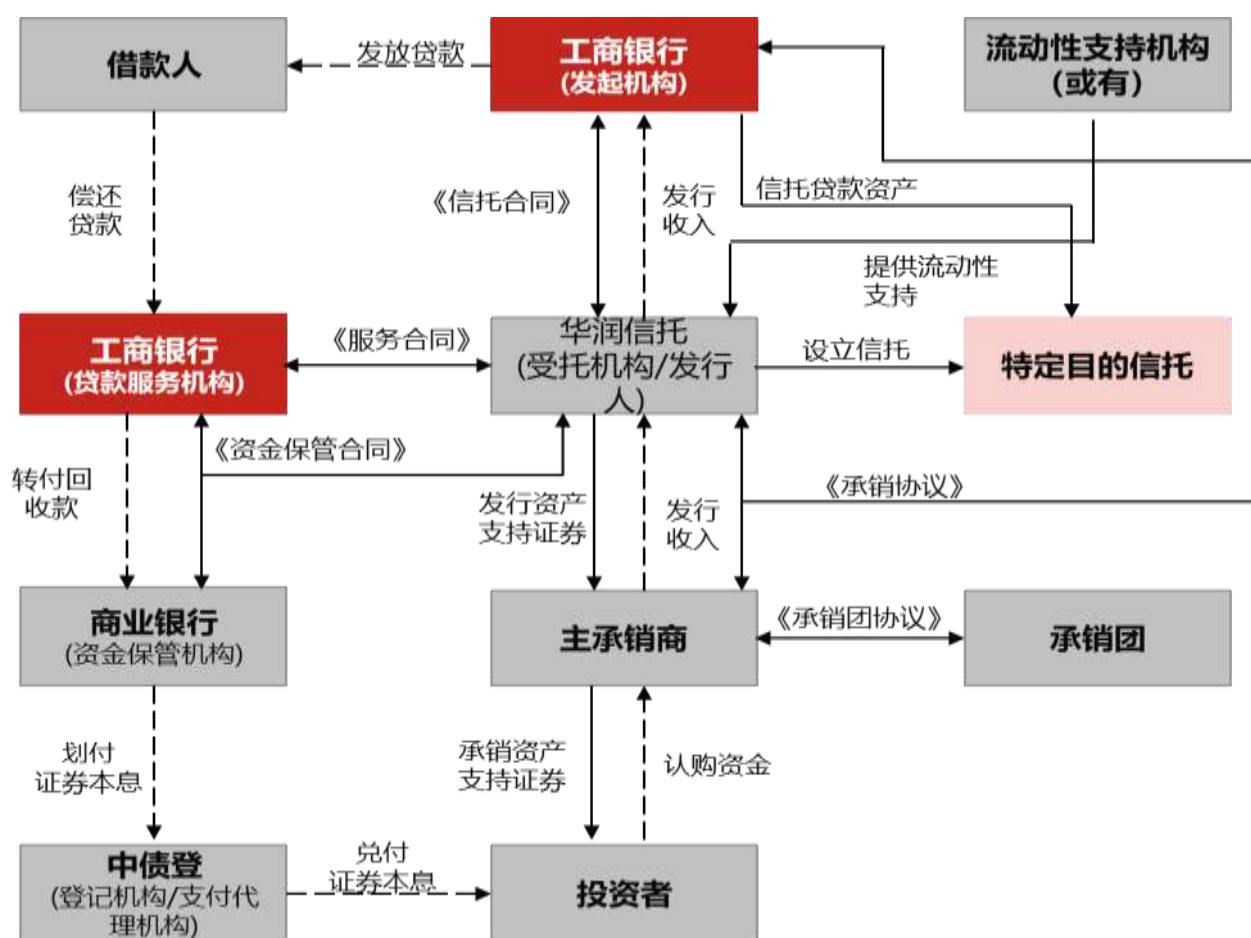 借款人
发放贷款
工商银行
(发起机构)
流动性支持机构
(或有)
偿还
贷款
《信托合同》
发行
收入
信托贷款资产
提供流动性
支持
工商银行
(贷款服务机构)
《服务合同》
华润信托
(受托机构/发行
人)
设立信托
特定目的信托
《资金保管合同》
转付回
收款
发行资产
支持证券
发行
收入
《承销协议》
商业银行
(资金保管机构)
主承销商
《承销团协议》
承销团
划付
证券本息
承销资产
支持证券
认购资金
中债登
(登记机构/支付代
理机构)
兑付
证券本息
投资者